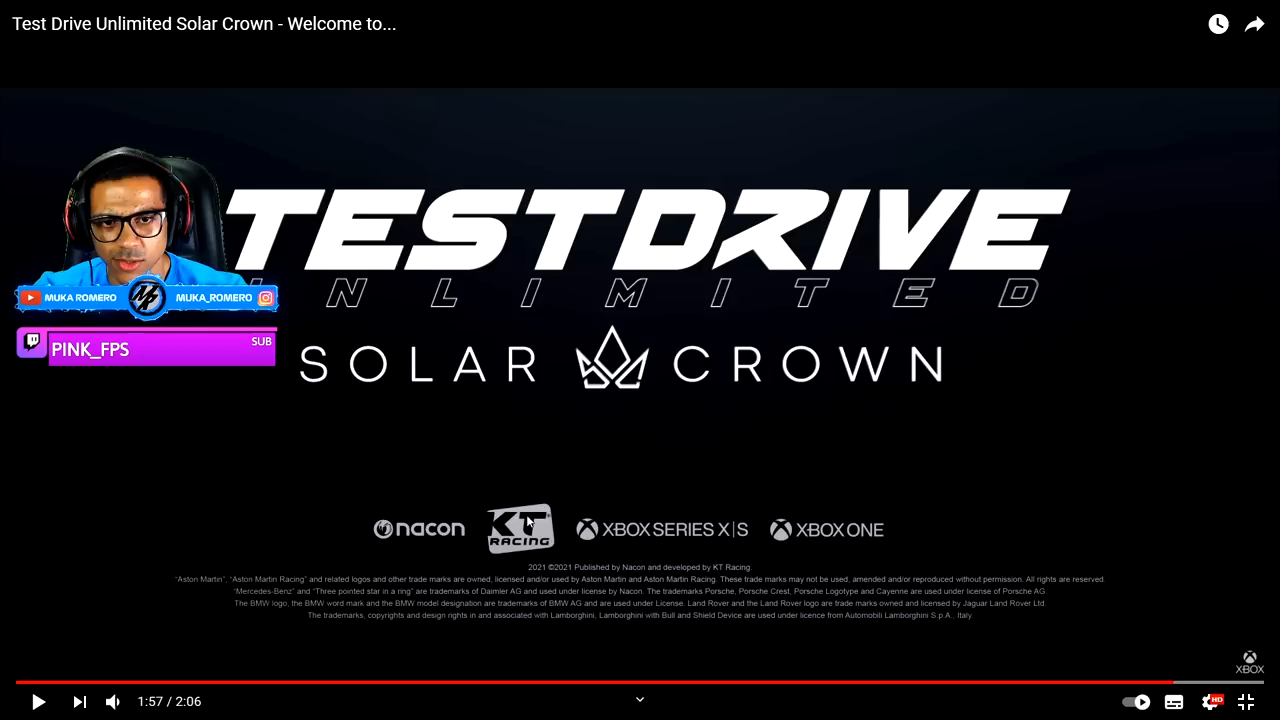 Test Drive Unlimited Solar Crown - Welcome to...
TEST DRIVE
UNLIMITED
SOLAR CROWN
MUKA ROMERO
MUKA_ROMERO
SUB
PINK_FPS
nacon
KT RACING
XBOX SERIES X|S
XBOX ONE
2021 ©2021 Published by Nacon and developed by KT Racing.
“Aston Martin”, “Aston Martin Racing” and related logos and other trade marks are owned, licensed and/or used by Aston Martin and Aston Martin Racing. These trade marks may not be used, amended and/or reproduced without permission. All rights are reserved.
“Mercedes-Benz” and “Three pointed star in a ring” are trademarks of Daimler AG and used under license by Nacon. The trademarks Porsche, Porsche Crest, Porsche Logotype and Cayenne are used under license of Porsche AG.
The BMW logo, the BMW word mark and the BMW model designation are trademarks of BMW AG and are used under License. Land Rover and the Land Rover logo are trade marks owned and licensed by Jaguar Land Rover Ltd.
The trademarks, copyrights and design rights in and associated with Lamborghini, Lamborghini with Bull and Shield Device are used under licence from Automobili Lamborghini S.p.A., Italy.
XBOX
1:57 / 2:06
HD